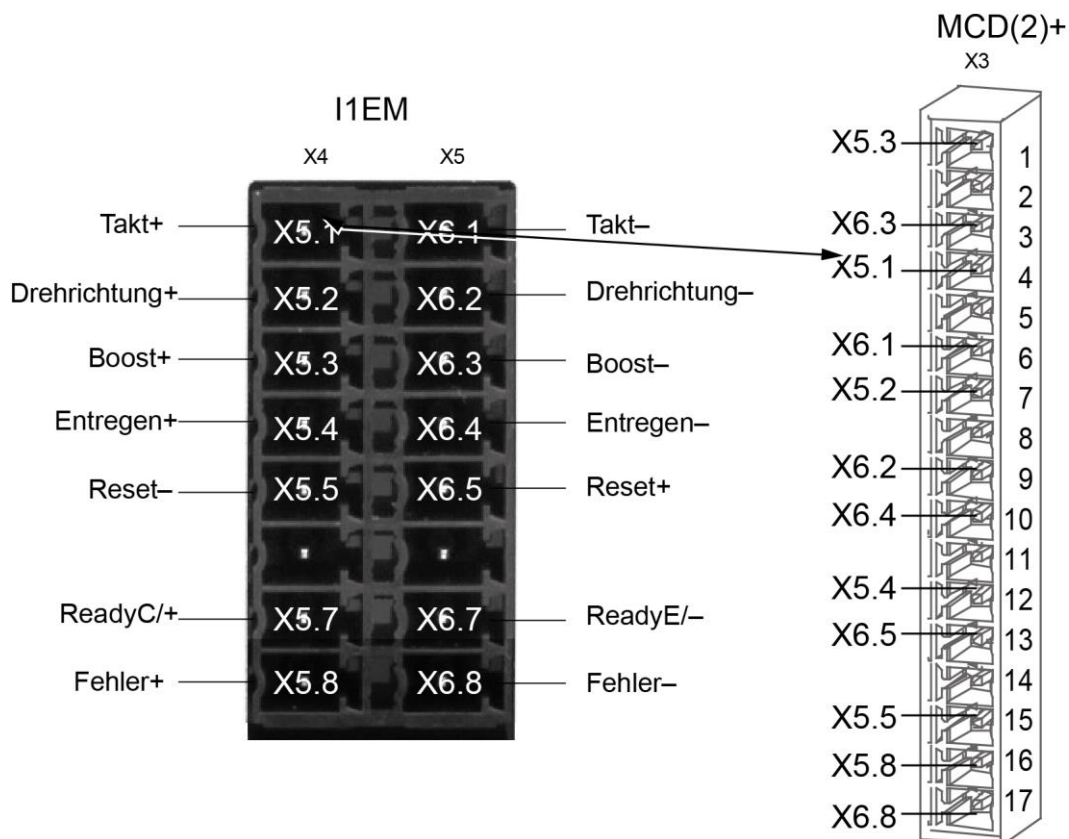 MCD(2)+
X3
I1EM
X4 X5
Takt+ X5.1 X6.1 Takt–
Drehrichtung+ X5.2 X6.2 Drehrichtung–
Boost+ X5.3 X6.3 Boost–
Entregen+ X5.4 X6.4 Entregen–
Reset– X5.5 X6.5 Reset+
ReadyC/+ X5.7 X6.7 ReadyE/–
Fehler+ X5.8 X6.8 Fehler–
X5.3 1
2
X6.3 3
X5.1 4
5
X6.1 6
X5.2 7
8
X6.2 9
X6.4 10
11
X5.4 12
X6.5 13
14
X5.5 15
X5.8 16
X6.8 17